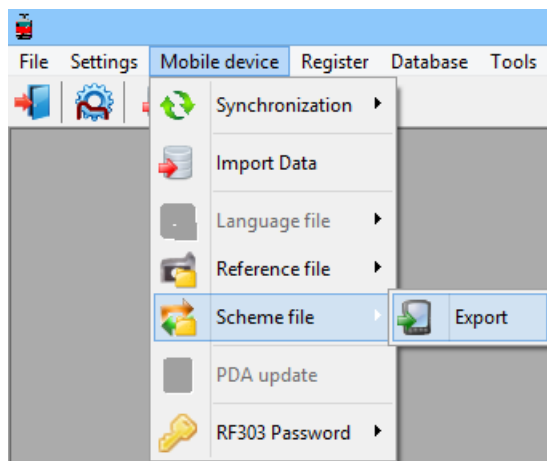 File Settings Mobile device Register Database Tools
Synchronization
Import Data
Language file
Reference file
Scheme file
Export
PDA update
RF303 Password